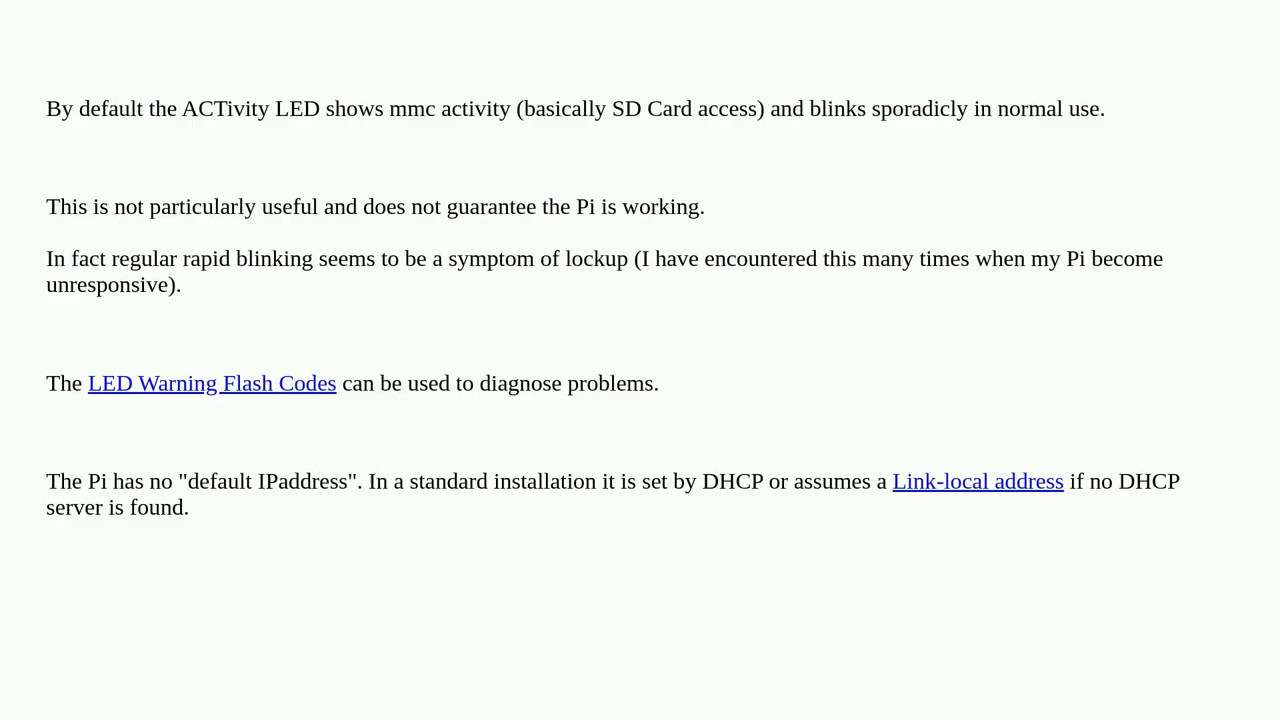 By default the ACTivity LED shows mmc activity (basically SD Card access) and blinks sporadicly in normal use.
This is not particularly useful and does not guarantee the Pi is working.
In fact regular rapid blinking seems to be a symptom of lockup (I have encountered this many times when my Pi become
unresponsive).
The LED Warning Flash Codes can be used to diagnose problems.
The Pi has no "default IPaddress". In a standard installation it is set by DHCP or assumes a Link-local address if no DHCP
server is found.